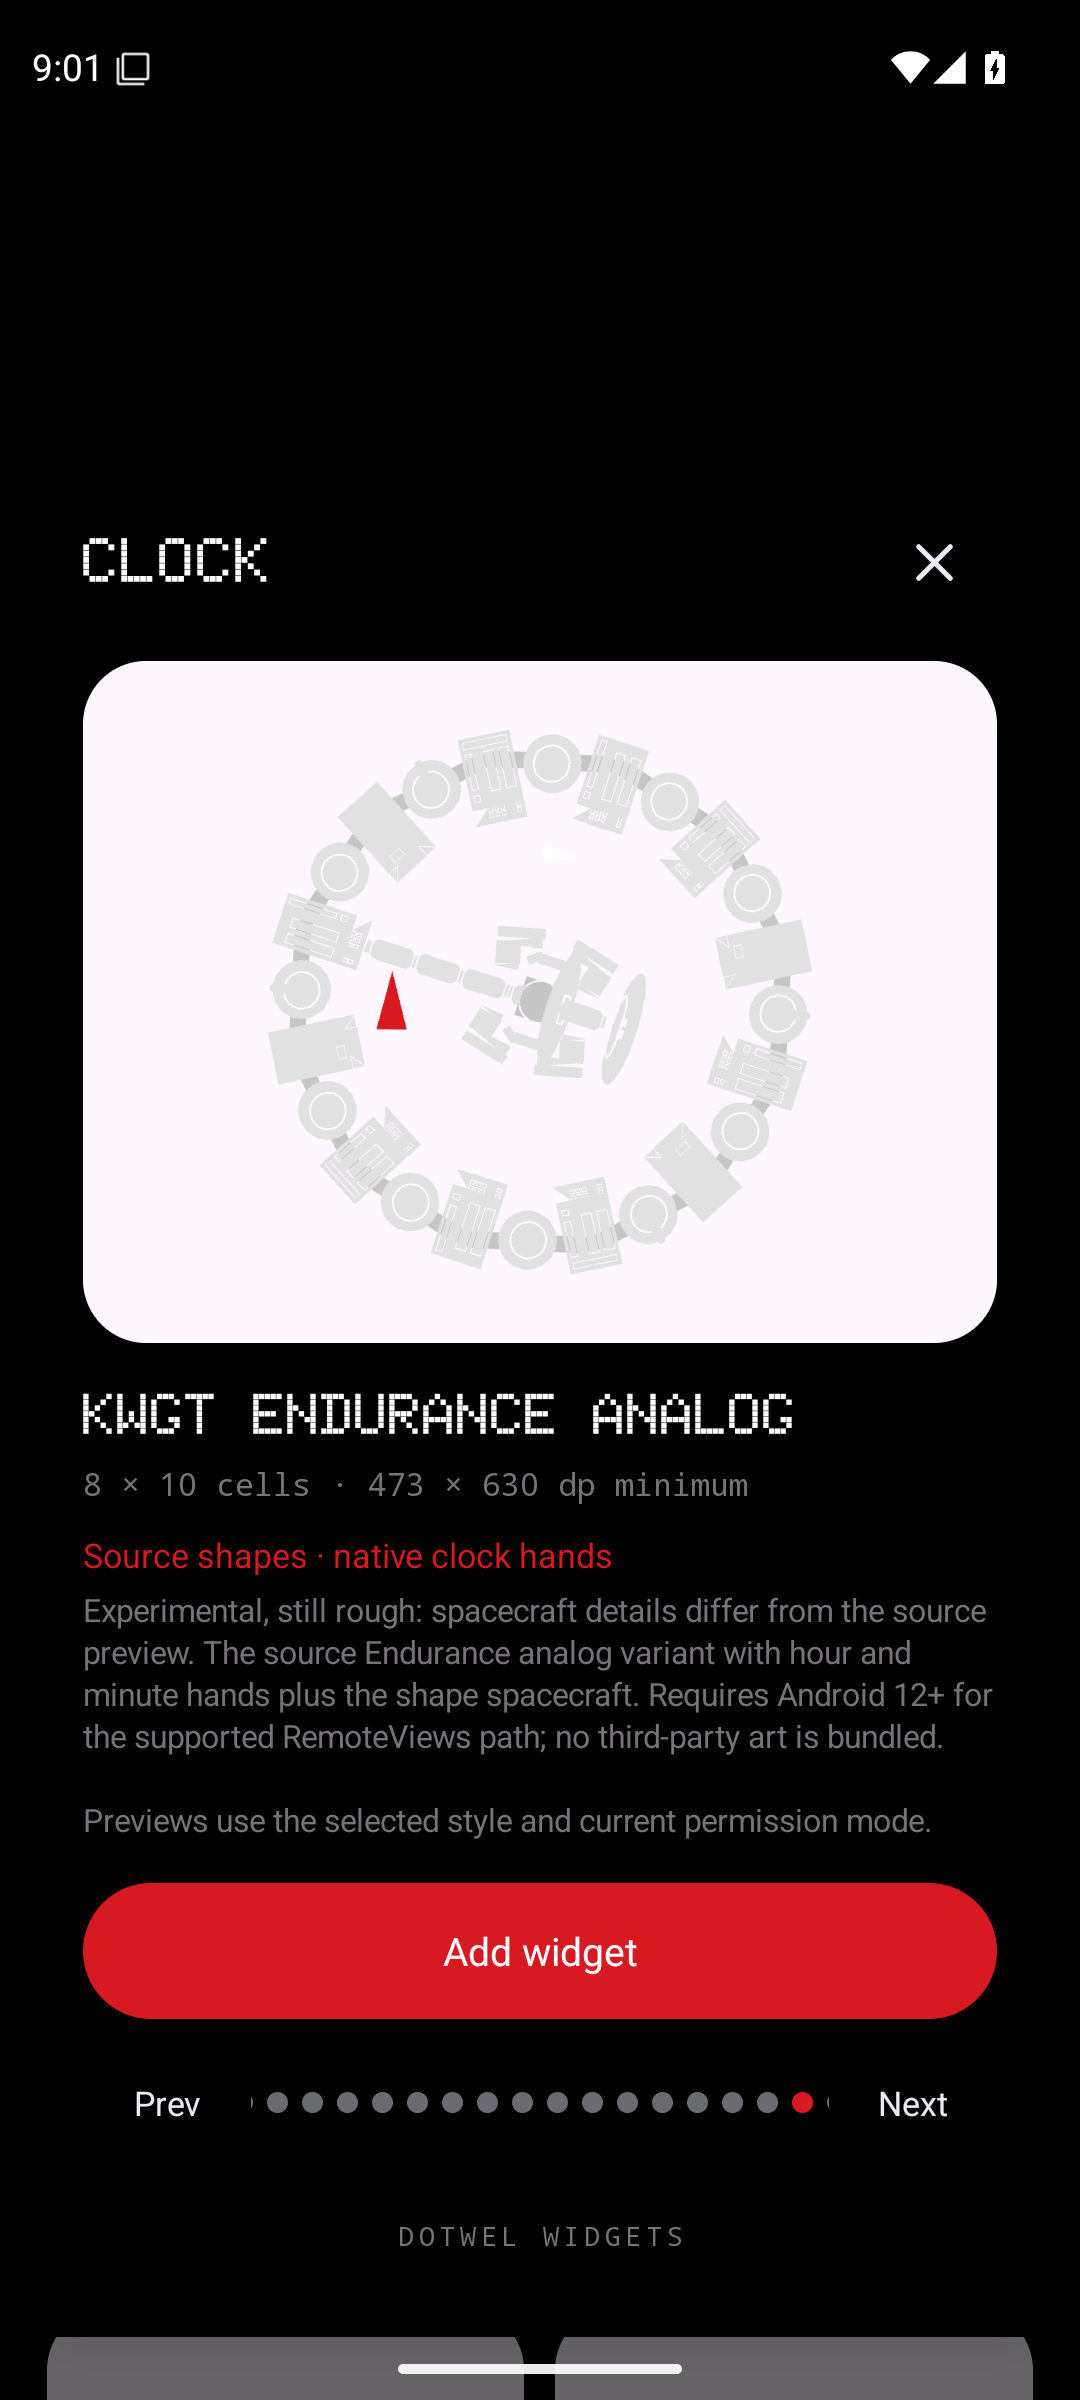 9:01
CLOCK
KWGT ENDURANCE ANALOG
8 × 10 cells · 473 × 630 dp minimum
Source shapes · native clock hands
Experimental, still rough: spacecraft details differ from the source
preview. The source Endurance analog variant with hour and
minute hands plus the shape spacecraft. Requires Android 12+ for
the supported RemoteViews path; no third-party art is bundled.
Previews use the selected style and current permission mode.
Add widget
Prev
Next
DOTWEL WIDGETS